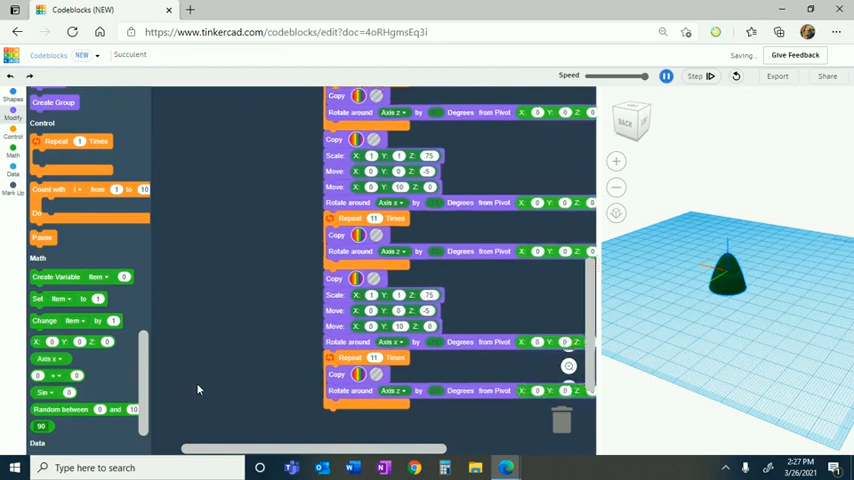 Codeblocks (NEW)
https://www.tinkercad.com/codeblocks/edit?doc=4oRHgmsEq3i
Codeblocks NEW Succulent Saving... Give Feedback
Speed Step Export Share
Shapes
Modify
Control
Math
Data
Mark Up
Create Group
Control
Repeat 1 Times
Count with i from 1 to 10
Do
Pause
Math
Create Variable Item 0
Set Item to 1
Change Item by 1
X: 0 Y: 0 Z: 0
Axis x
0 + 0
Sin 0
Random between 0 and 10
90
Data
Copy
Rotate around Axis z by Degrees from Pivot X: 0 Y: 0 Z: 0
Copy
Scale: X: 1 Y: 1 Z: .75
Move: X: 0 Y: 0 Z: -5
Move: X: 0 Y: 10 Z: 0
Rotate around Axis x by Degrees from Pivot X: 0 Y: 0 Z: 0
Repeat 11 Times
Copy
Rotate around Axis z by Degrees from Pivot X: 0 Y: 0 Z: 0
Copy
Scale: X: 1 Y: 1 Z: .75
Move: X: 0 Y: 0 Z: -5
Move: X: 0 Y: 10 Z: 0
Rotate around Axis x by Degrees from Pivot X: 0 Y: 0 Z:
Repeat 11 Times
Copy
Rotate around Axis z by Degrees from Pivot X: 0 Y: 0 Z: 0
BACK
Type here to search
2:27 PM
3/26/2021